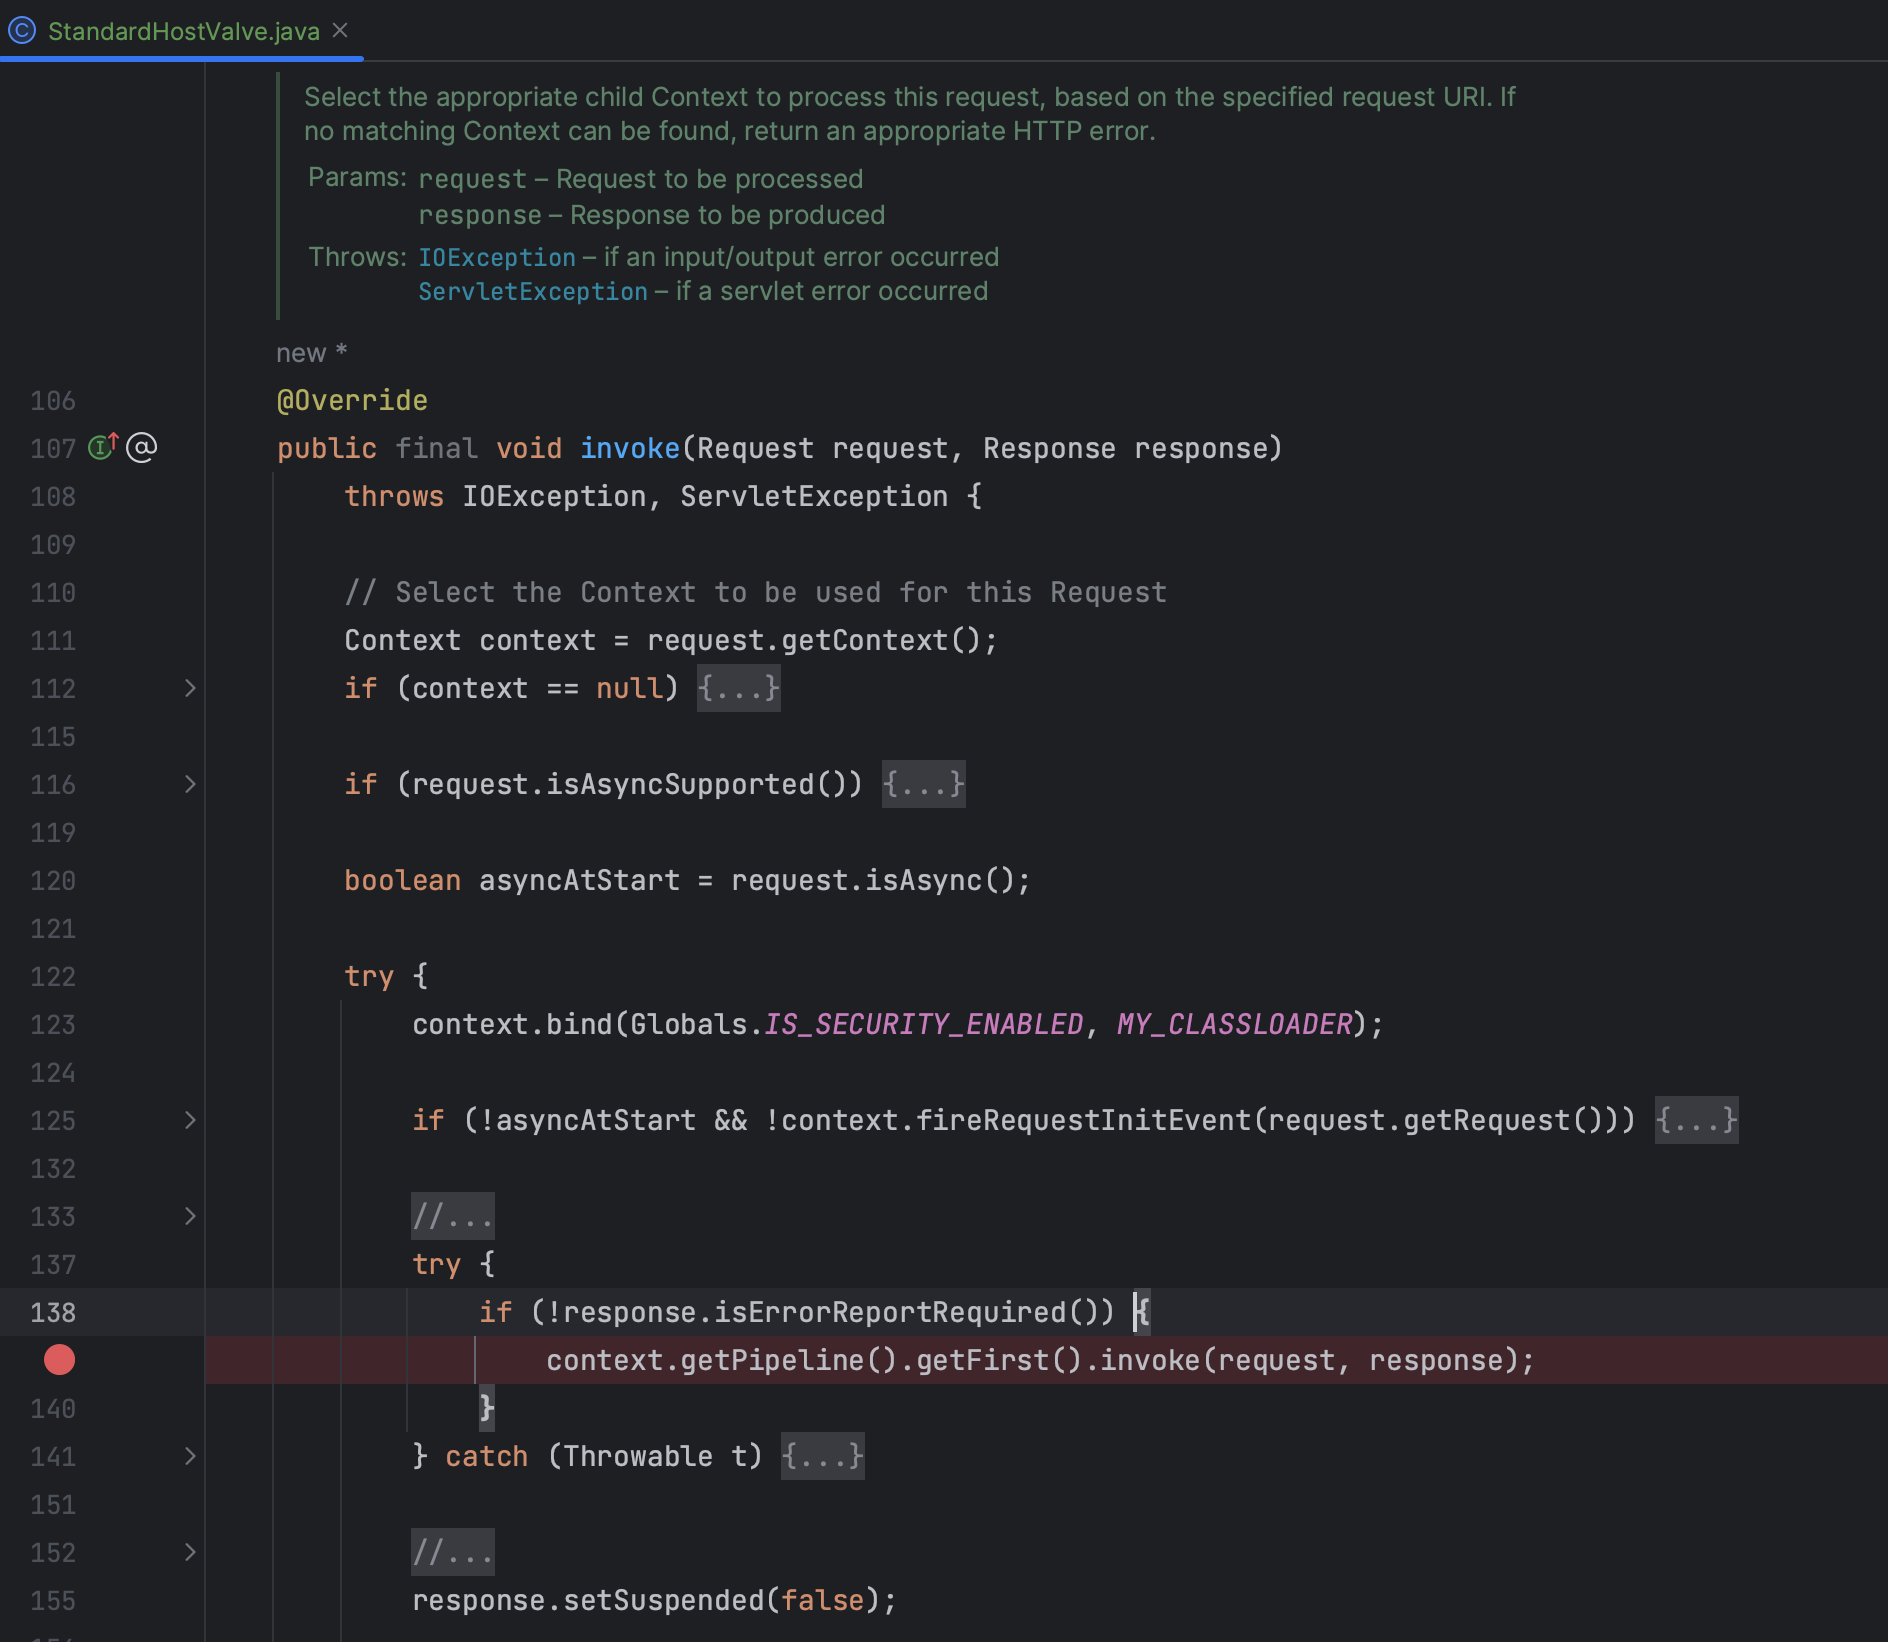 StandardHostValve.java
Select the appropriate child Context to process this request, based on the specified request URI. If
no matching Context can be found, return an appropriate HTTP error.
Params: request – Request to be processed
response – Response to be produced
Throws: IOException – if an input/output error occurred
ServletException – if a servlet error occurred
new *
106 @Override
107 public final void invoke(Request request, Response response)
108 throws IOException, ServletException {
109
110 // Select the Context to be used for this Request
111 Context context = request.getContext();
112 if (context == null) {...}
115
116 if (request.isAsyncSupported()) {...}
119
120 boolean asyncAtStart = request.isAsync();
121
122 try {
123 context.bind(Globals.IS_SECURITY_ENABLED, MY_CLASSLOADER);
124
125 if (!asyncAtStart && !context.fireRequestInitEvent(request.getRequest())) {...}
132
133 //...
137 try {
138 if (!response.isErrorReportRequired()) {
context.getPipeline().getFirst().invoke(request, response);
140 }
141 } catch (Throwable t) {...}
151
152 //...
155 response.setSuspended(false);